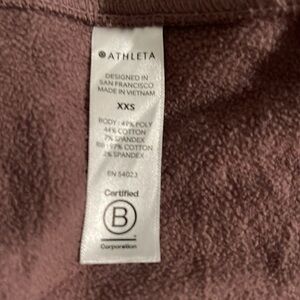 ATHLETA
DESIGNED IN
SAN FRANCISCO
MADE IN VIETNAM
XXS
BODY: 49% POLY
44% COTTON
7% SPANDEX
RIB: 97% COTTON
3% SPANDEX
RN 54023
Certified
B
Corporation